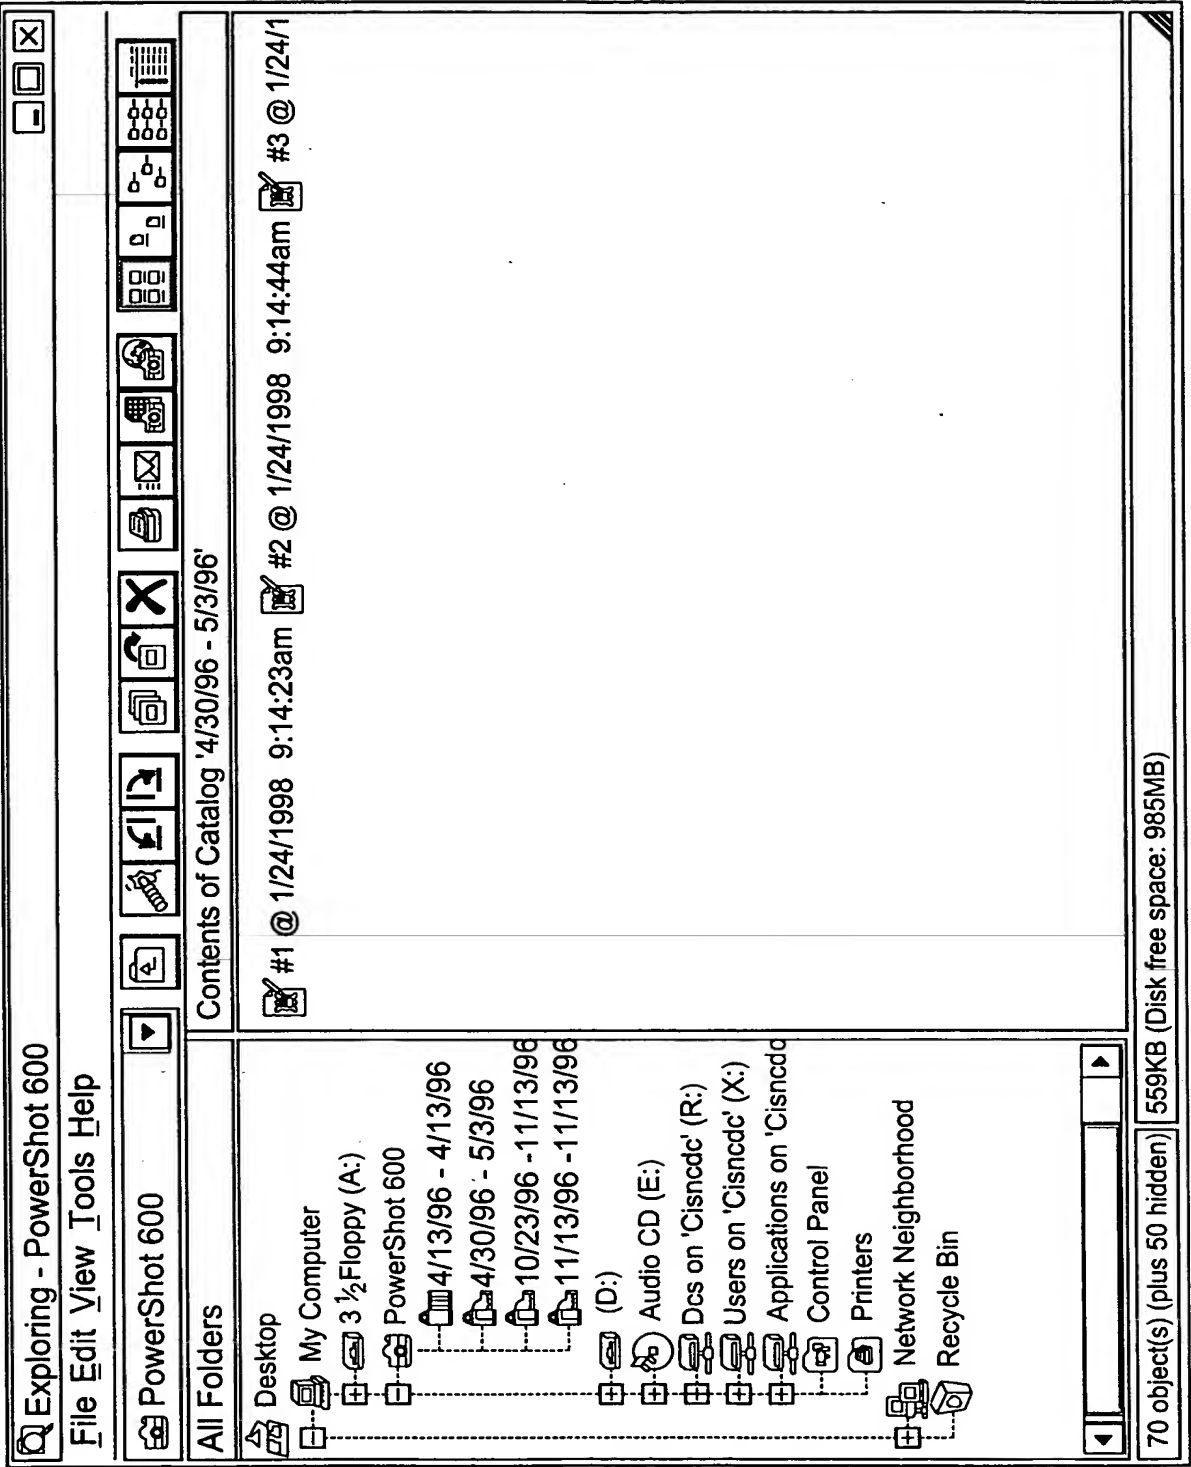 Exploring - PowerShot 600
File Edit View Tools Help
PowerShot 600
All Folders
Contents of Catalog '4/30/96 - 5/3/96'
Desktop
My Computer
3 ½ Floppy (A:)
PowerShot 600
4/13/96 - 4/13/96
4/30/96 - 5/3/96
10/23/96 -11/13/96
11/13/96 -11/13/96
(D:)
Audio CD (E:)
Dcs on 'Cisncdc' (R:)
Users on 'Cisncdc' (X:)
Applications on 'Cisncdc
Control Panel
Printers
Network Neighborhood
Recycle Bin
#1 @ 1/24/1998 9:14:23am #2 @ 1/24/1998 9:14:44am #3 @ 1/24/1
70 object(s) (plus 50 hidden) 559KB (Disk free space: 985MB)